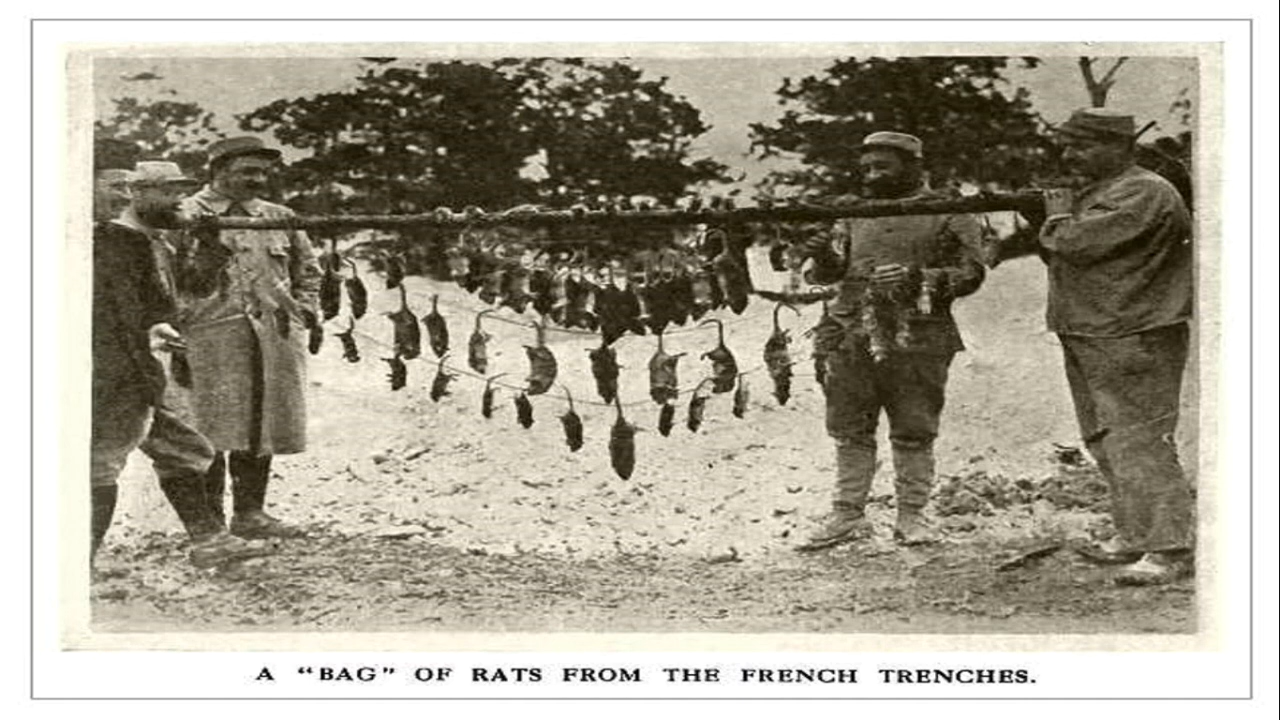 A "BAG" OF RATS FROM THE FRENCH TRENCHES.